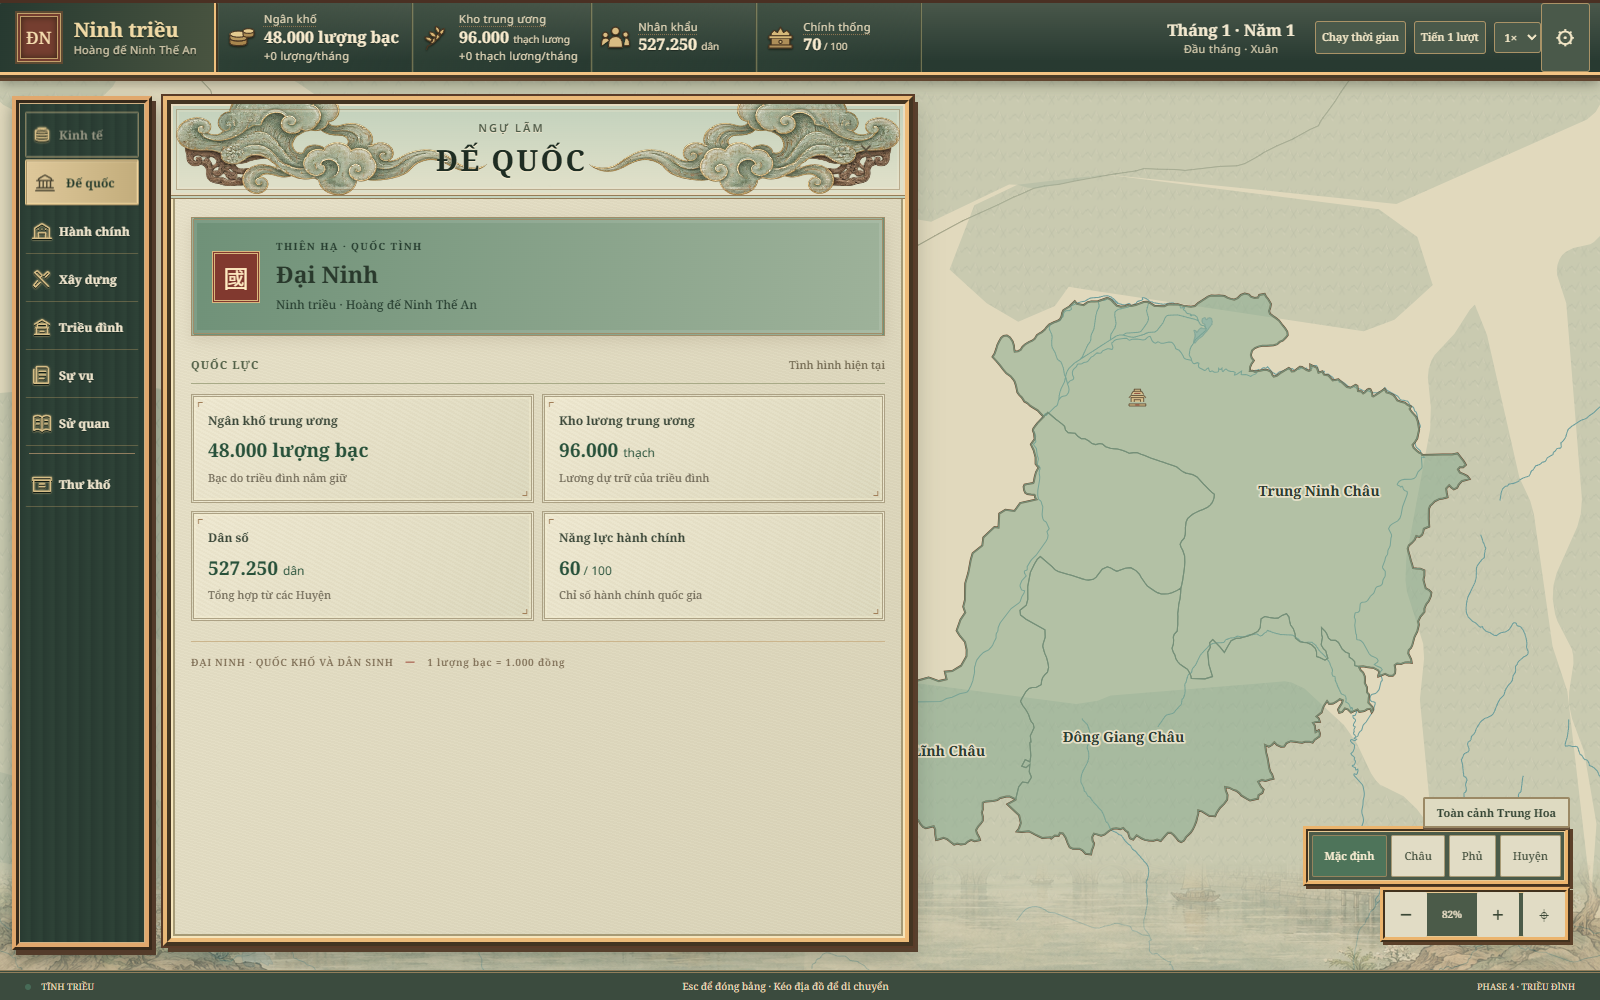 ĐN
Ninh triều
Hoàng đế Ninh Thế An
Ngân khố
48.000 lượng bạc
+0 lượng/tháng
Kho trung ương
96.000 thạch lương
+0 thạch lương/tháng
Nhân khẩu
527.250 dân
Chính thống
70 / 100
Tháng 1 · Năm 1
Đầu tháng · Xuân
Chạy thời gian
Tiến 1 lượt
1×
Kinh tế
Đế quốc
Hành chính
Xây dựng
Triều đình
Sự vụ
Sử quan
Thư khố
NGỰ LÃM
ĐẾ QUỐC
國
THIÊN HẠ · QUỐC TÌNH
Đại Ninh
Ninh triều · Hoàng đế Ninh Thế An
QUỐC LỰC
Tình hình hiện tại
Ngân khố trung ương
48.000 lượng bạc
Bạc do triều đình nắm giữ
Kho lương trung ương
96.000 thạch
Lương dự trữ của triều đình
Dân số
527.250 dân
Tổng hợp từ các Huyện
Năng lực hành chính
60 / 100
Chỉ số hành chính quốc gia
ĐẠI NINH · QUỐC KHỐ VÀ DÂN SINH — 1 lượng bạc = 1.000 đồng
Trung Ninh Châu
Đông Giang Châu
Lĩnh Châu
Toàn cảnh Trung Hoa
Mặc định
Châu
Phủ
Huyện
−
82%
+
TĨNH TRIỀU
Esc để đóng bảng · Kéo địa đồ để di chuyển
PHASE 4 · TRIỀU ĐÌNH